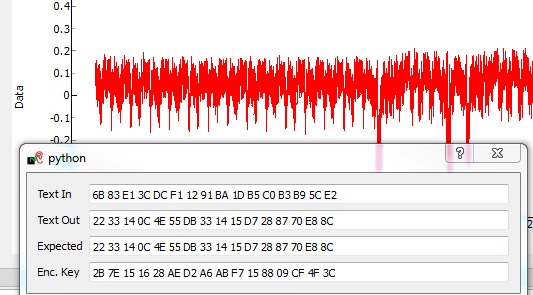 0.4
0.3
0.2
0.1
0
-0.1
-0.2
Data
python
Text In 6B 83 E1 3C DC F1 12 91 BA 1D B5 C0 B3 B9 5C E2
Text Out 22 33 14 0C 4E 55 DB 33 14 15 D7 28 87 70 E8 8C
Expected 22 33 14 0C 4E 55 DB 33 14 15 D7 28 87 70 E8 8C
Enc. Key 2B 7E 15 16 28 AE D2 A6 AB F7 15 88 09 CF 4F 3C